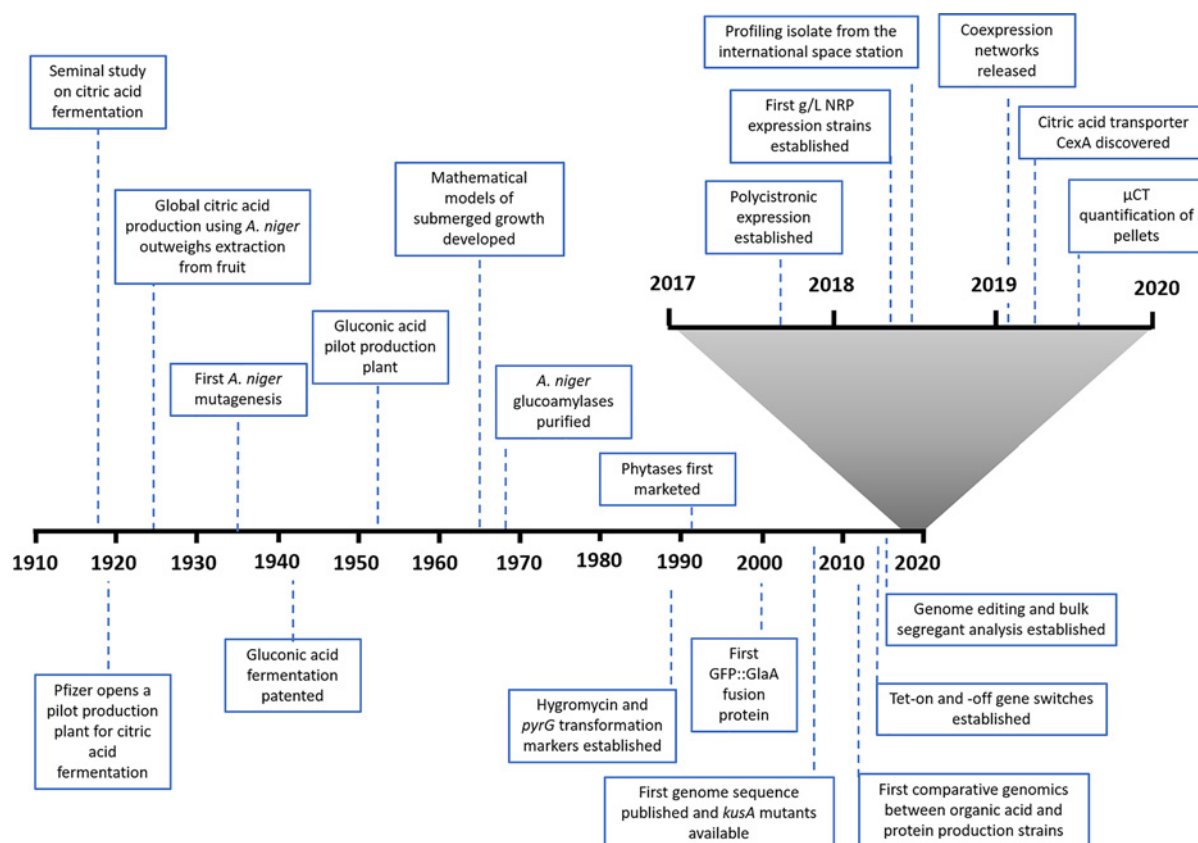 Profiling isolate from the
international space station
Coexpression
networks
released
Seminal study
on citric acid
fermentation
First g/L NRP
expression strains
established
Citric acid transporter
CexA discovered
Mathematical
models of
submerged growth
developed
Polycistronic
expression
established
µCT
quantification of
pellets
Global citric acid
production using A. niger
outweighs extraction
from fruit
2017
2018
2019
2020
Gluconic acid
pilot production
plant
First A. niger
mutagenesis
A. niger
glucoamylases
purified
Phytases first
marketed
1910
1920
1930
1940
1950
1960
1970
1980
1990
2000
2010
2020
Pfizer opens a
pilot production
plant for citric
acid
fermentation
Gluconic acid
fermentation
patented
Hygromycin and
pyrG transformation
markers established
First
GFP::GlaA
fusion
protein
Genome editing and bulk
segregant analysis established
Tet-on and -off gene switches
established
First genome sequence
published and kusA mutants
available
First comparative genomics
between organic acid and
protein production strains